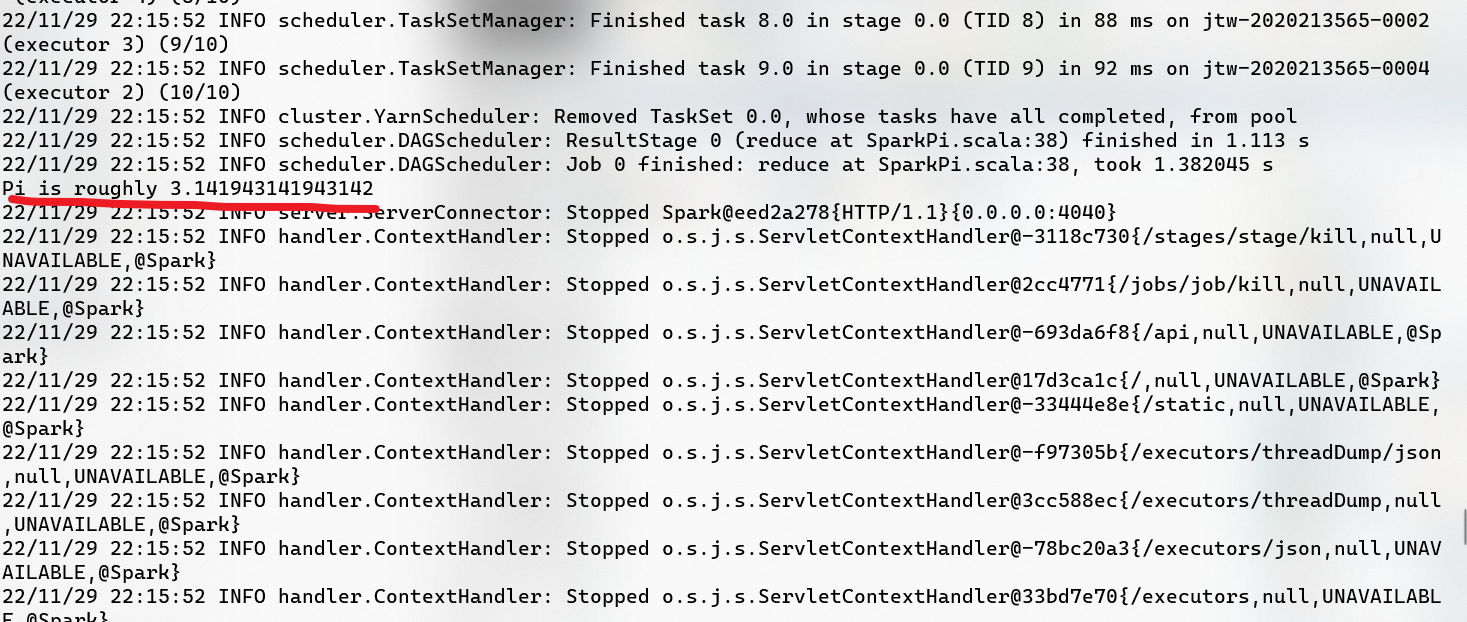 (executor 4) (8/10)
22/11/29 22:15:52 INFO scheduler.TaskSetManager: Finished task 8.0 in stage 0.0 (TID 8) in 88 ms on jtw-2020213565-0002
(executor 3) (9/10)
22/11/29 22:15:52 INFO scheduler.TaskSetManager: Finished task 9.0 in stage 0.0 (TID 9) in 92 ms on jtw-2020213565-0004
(executor 2) (10/10)
22/11/29 22:15:52 INFO cluster.YarnScheduler: Removed TaskSet 0.0, whose tasks have all completed, from pool
22/11/29 22:15:52 INFO scheduler.DAGScheduler: ResultStage 0 (reduce at SparkPi.scala:38) finished in 1.113 s
22/11/29 22:15:52 INFO scheduler.DAGScheduler: Job 0 finished: reduce at SparkPi.scala:38, took 1.382045 s
Pi is roughly 3.141943141943142
22/11/29 22:15:52 INFO server.ServerConnector: Stopped Spark@eed2a278{HTTP/1.1}{0.0.0.0:4040}
22/11/29 22:15:52 INFO handler.ContextHandler: Stopped o.s.j.s.ServletContextHandler@-3118c730{/stages/stage/kill,null,U
NAVAILABLE,@Spark}
22/11/29 22:15:52 INFO handler.ContextHandler: Stopped o.s.j.s.ServletContextHandler@2cc4771{/jobs/job/kill,null,UNAVAIL
ABLE,@Spark}
22/11/29 22:15:52 INFO handler.ContextHandler: Stopped o.s.j.s.ServletContextHandler@-693da6f8{/api,null,UNAVAILABLE,@Sp
ark}
22/11/29 22:15:52 INFO handler.ContextHandler: Stopped o.s.j.s.ServletContextHandler@17d3ca1c{/,null,UNAVAILABLE,@Spark}
22/11/29 22:15:52 INFO handler.ContextHandler: Stopped o.s.j.s.ServletContextHandler@-33444e8e{/static,null,UNAVAILABLE,
@Spark}
22/11/29 22:15:52 INFO handler.ContextHandler: Stopped o.s.j.s.ServletContextHandler@-f97305b{/executors/threadDump/json
,null,UNAVAILABLE,@Spark}
22/11/29 22:15:52 INFO handler.ContextHandler: Stopped o.s.j.s.ServletContextHandler@3cc588ec{/executors/threadDump,null
,UNAVAILABLE,@Spark}
22/11/29 22:15:52 INFO handler.ContextHandler: Stopped o.s.j.s.ServletContextHandler@-78bc20a3{/executors/json,null,UNAV
AILABLE,@Spark}
22/11/29 22:15:52 INFO handler.ContextHandler: Stopped o.s.j.s.ServletContextHandler@33bd7e70{/executors,null,UNAVAILABL
E,@Spark}